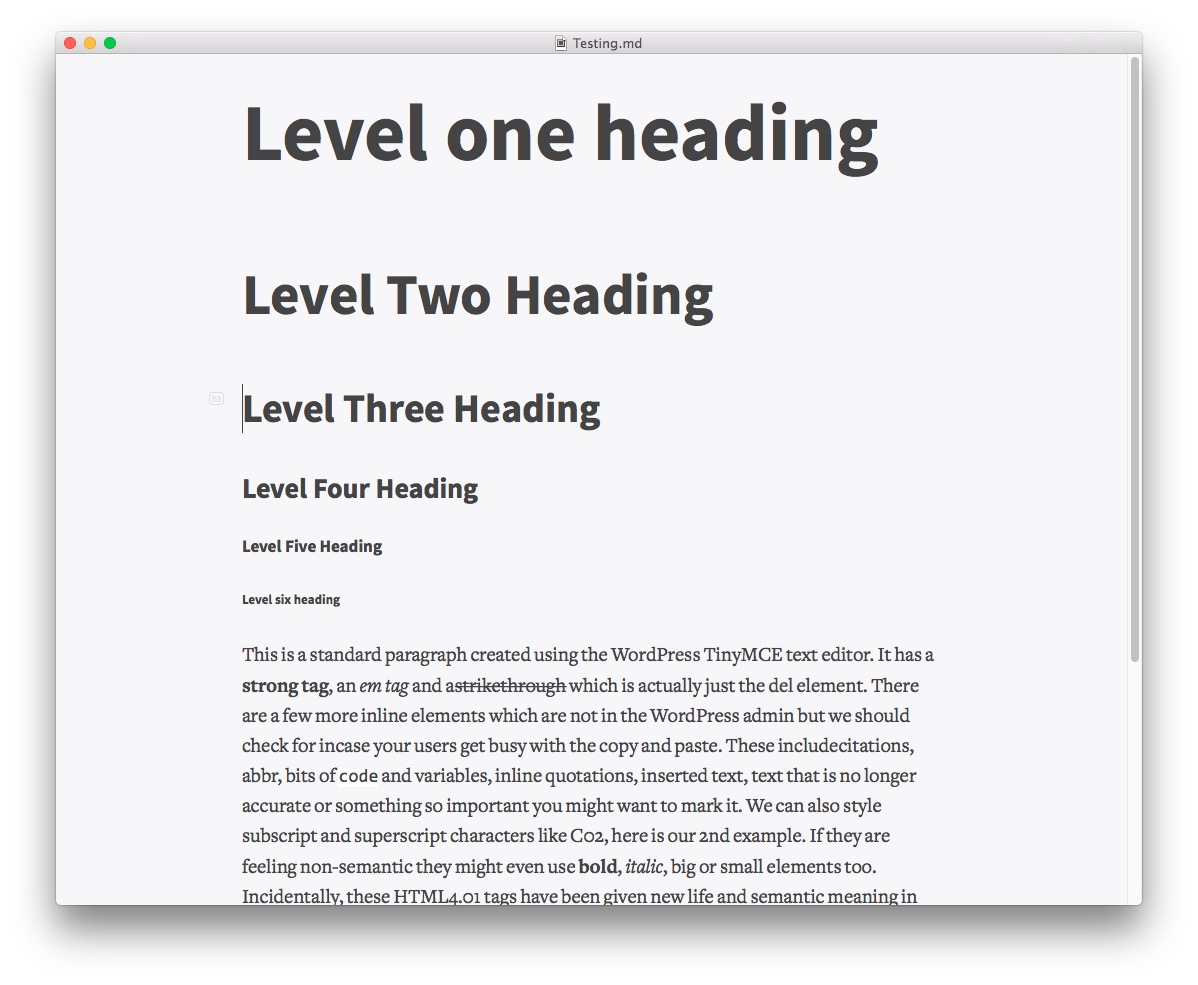 Testing.md
Level one heading
Level Two Heading
h3
Level Three Heading
Level Four Heading
Level Five Heading
Level six heading
This is a standard paragraph created using the WordPress TinyMCE text editor. It has a
strong tag, an em tag and astrikethrough which is actually just the del element. There
are a few more inline elements which are not in the WordPress admin but we should
check for incase your users get busy with the copy and paste. These includecitations,
abbr, bits of code and variables, inline quotations, inserted text, text that is no longer
accurate or something so important you might want to mark it. We can also style
subscript and superscript characters like CO2, here is our 2nd example. If they are
feeling non-semantic they might even use bold, italic, big or small elements too.
Incidentally, these HTML4.01 tags have been given new life and semantic meaning in